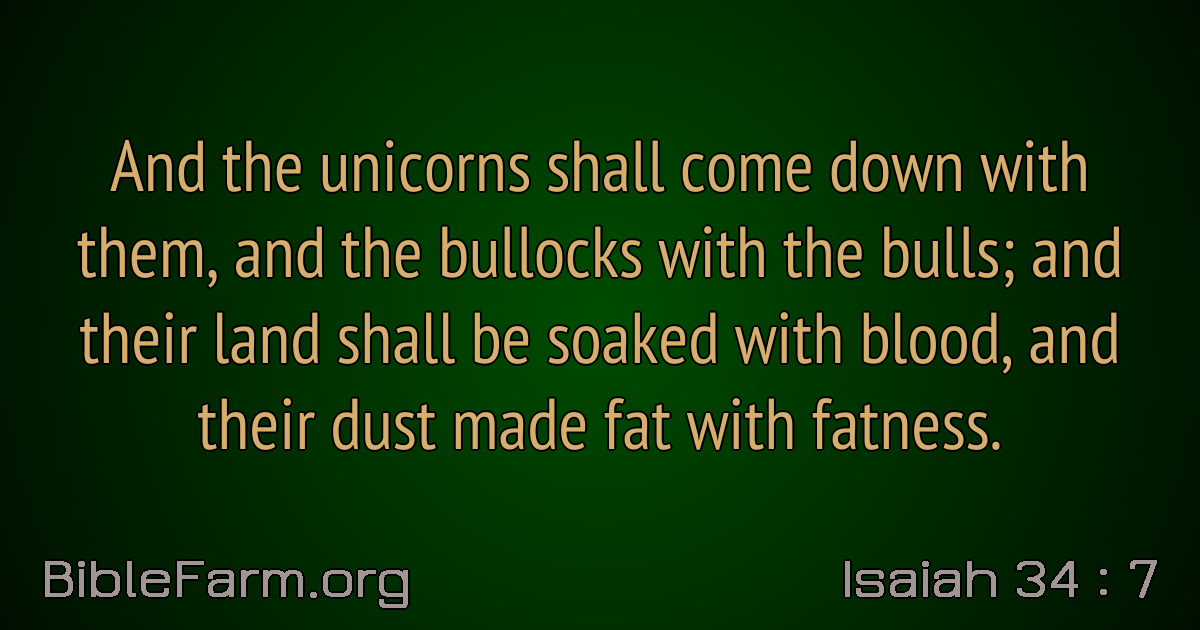 And the unicorns shall come down with
them, and the bullocks with the bulls; and
their land shall be soaked with blood, and
their dust made fat with fatness.
BibleFarm.org
Isaiah 34 : 7